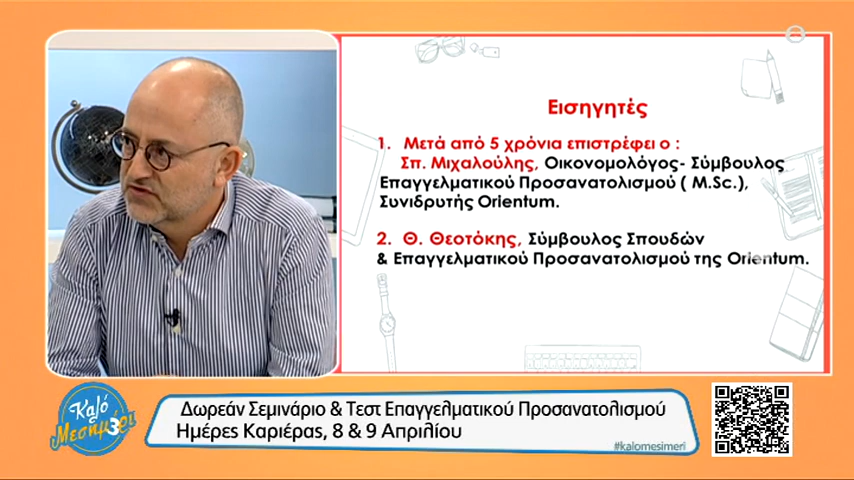 Εισηγητές
1. Μετά από 5 χρόνια επιστρέφει ο :
Σπ. Μιχαλούλης, Οικονομολόγος- Σύμβουλος
Επαγγελματικού Προσανατολισμού ( M.Sc.),
Συνιδρυτής Orientum.
2. Θ. Θεοτόκης, Σύμβουλος Σπουδών
& Επαγγελματικού Προσανατολισμού της Orientum.
Καλό
Μεσημέρι
3
Δωρεάν Σεμινάριο & Τεστ Επαγγελματικού Προσανατολισμού
Ημέρες Καριέρας, 8 & 9 Απριλίου
#kalomesimeri